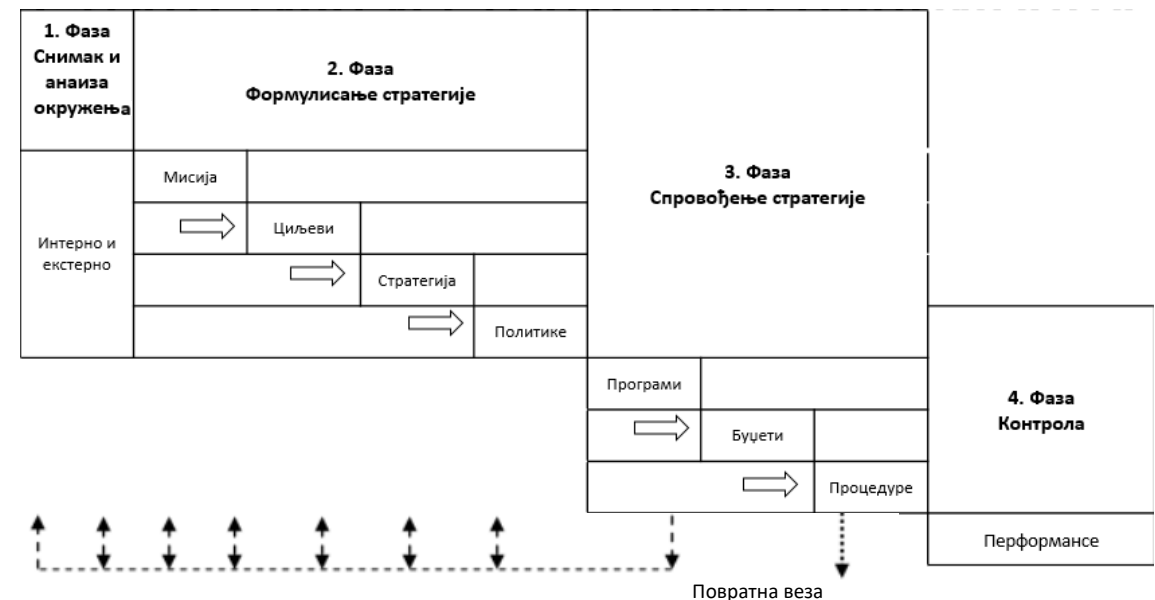 1. Фаза
Снимак и
анаиза
окружења
2. Фаза
Формулисање стратегије
3. Фаза
Спровођење стратегије
Мисија
Циљеви
Интерно и
екстерно
Стратегија
Политике
Програми
4. Фаза
Контрола
Буџети
Процедуре
Перформансе
Повратна веза